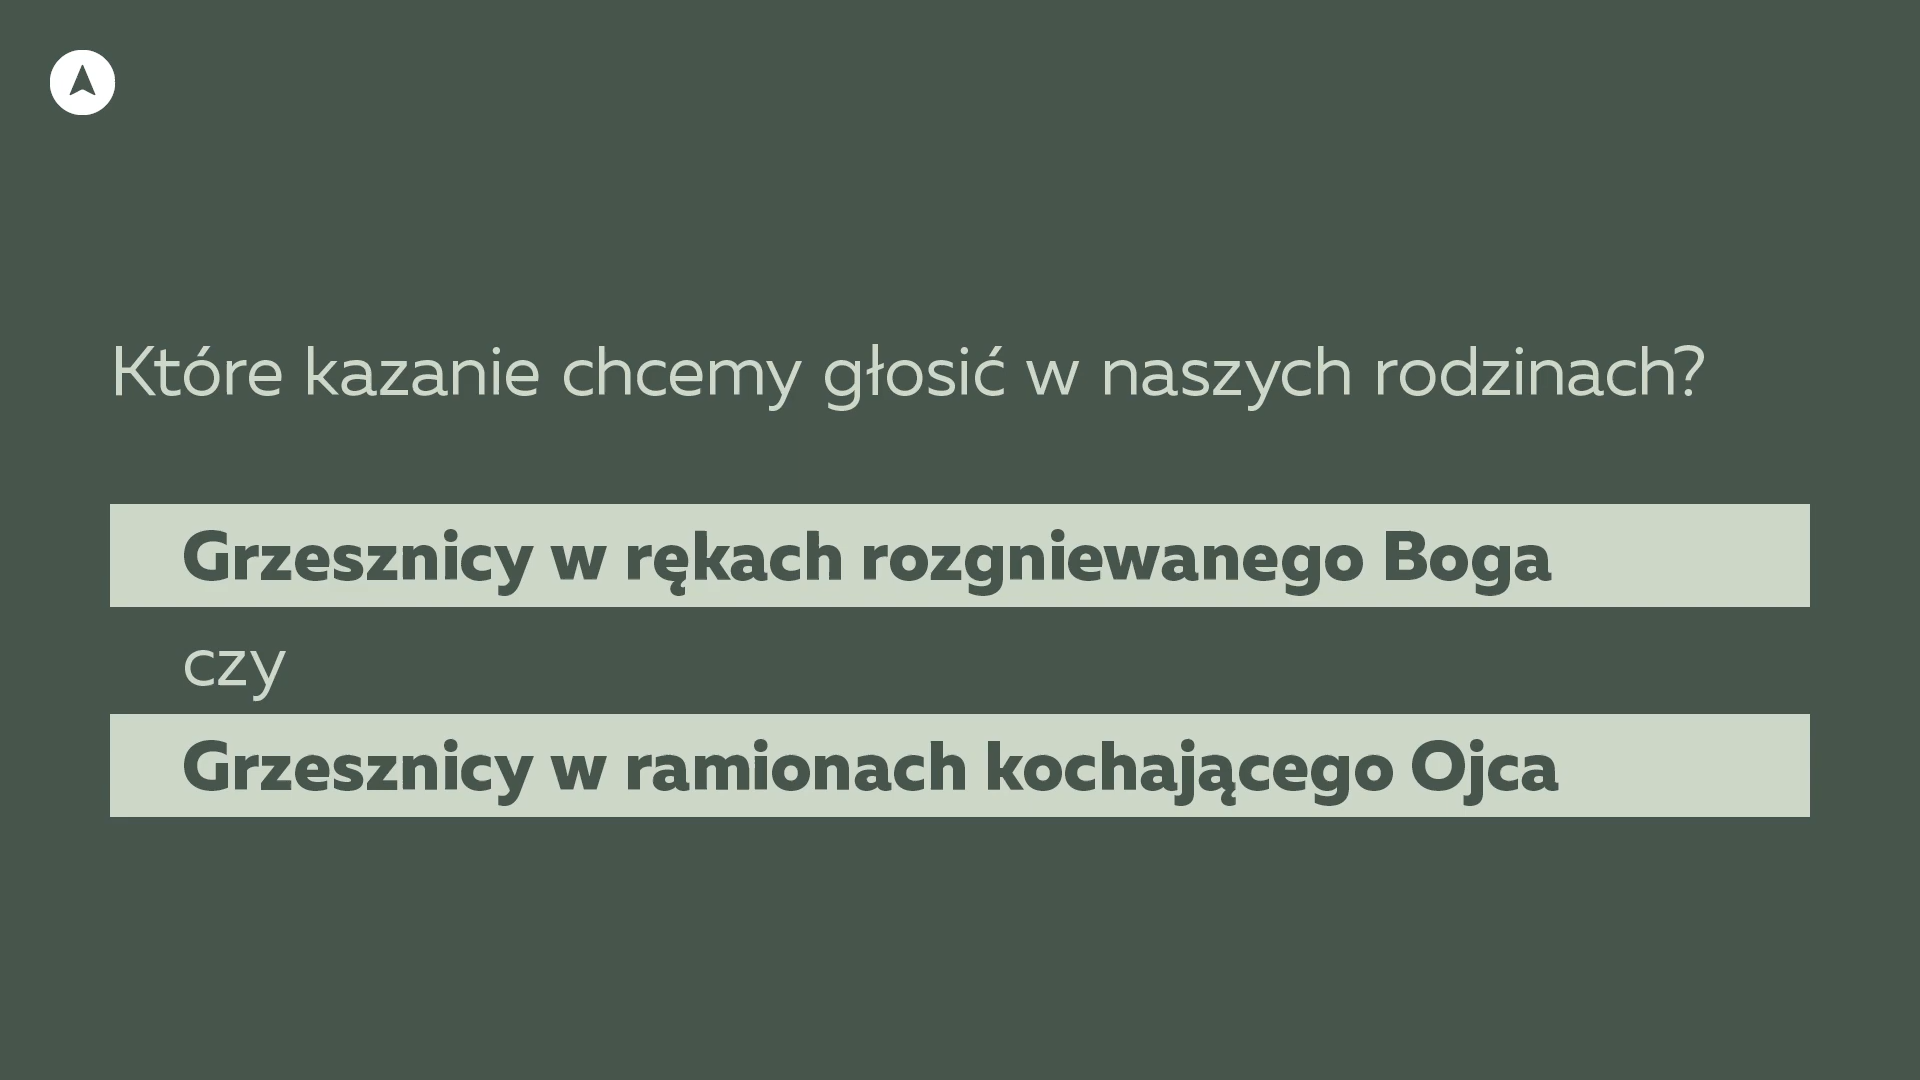 Które kazanie chcemy głosić w naszych rodzinach?
Grzesznicy w rękach rozgniewanego Boga
czy
Grzesznicy w ramionach kochającego Ojca